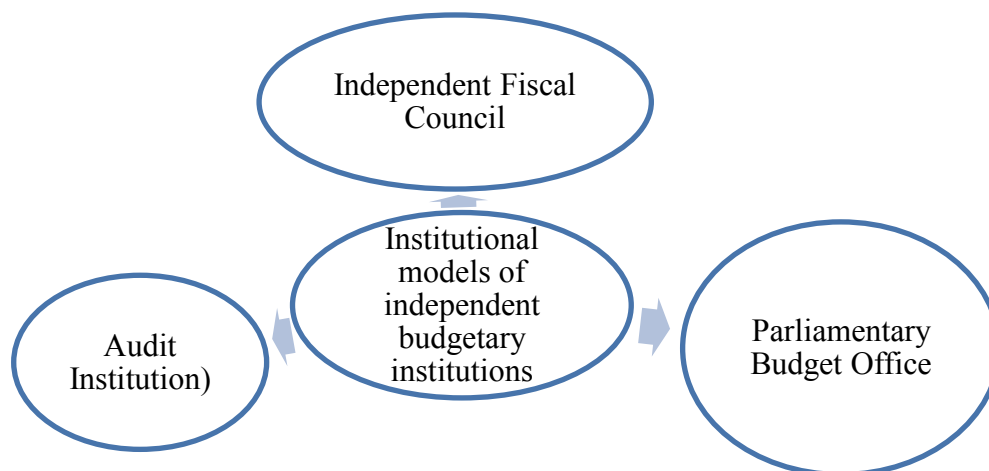 Independent Fiscal
Council
Institutional
models of
independent
budgetary
institutions
Audit
Institution)
Parliamentary
Budget Office